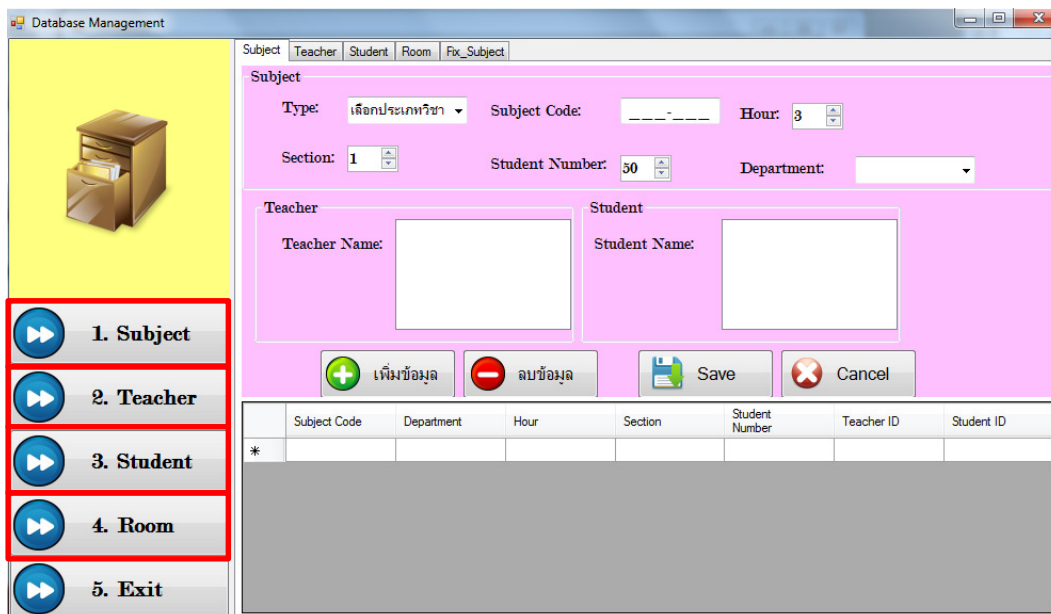 Database Management
Subject Teacher Student Room Fix_Subject
Subject
Type: เลือกประเภทวิชา Subject Code: ___-___ Hour: 3
Section: 1 Student Number: 50 Department:
Teacher Student
Teacher Name: Student Name:
1. Subject
2. Teacher
3. Student
4. Room
5. Exit
เพิ่มข้อมูล ลบข้อมูล Save Cancel
Subject Code Department Hour Section Student Number Teacher ID Student ID